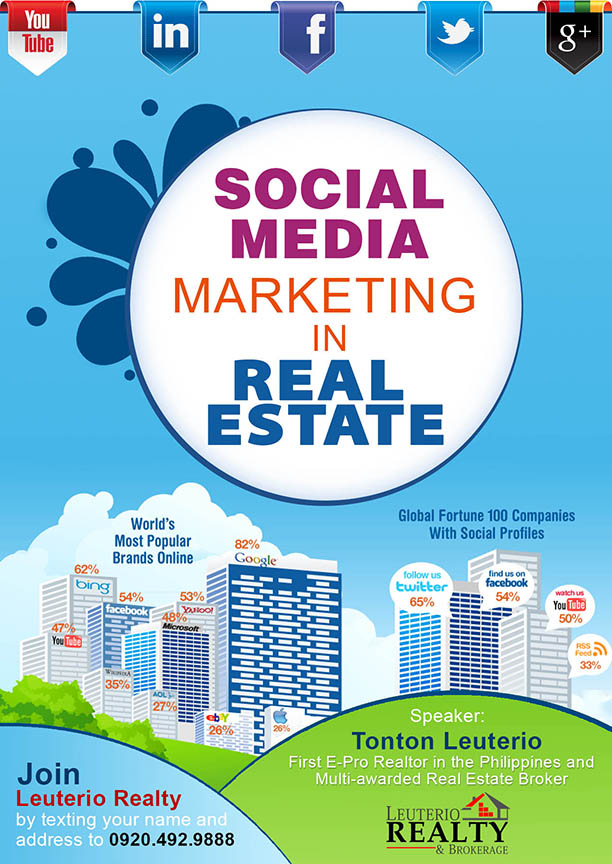 You
Tube
in
f
g+
SOCIAL
MEDIA
MARKETING
IN
REAL
ESTATE
World's
Most Popular
Brands Online
82%
Google
62%
bing
54%
facebook
53%
Yahoo!
48%
Microsoft
47%
YouTube
WIKIPEDIA
35%
AOL
27%
ebay
26%
26%
Global Fortune 100 Companies
With Social Profiles
follow us
twitter
65%
find us on
facebook
54%
watch us
YouTube
50%
RSS
Feed
33%
Speaker:
Tonton Leuterio
First E-Pro Realtor in the Philippines and
Multi-awarded Real Estate Broker
LEUTERIO
REALTY
& BROKERAGE
Join
Leuterio Realty
by texting your name and
address to 0920.492.9888